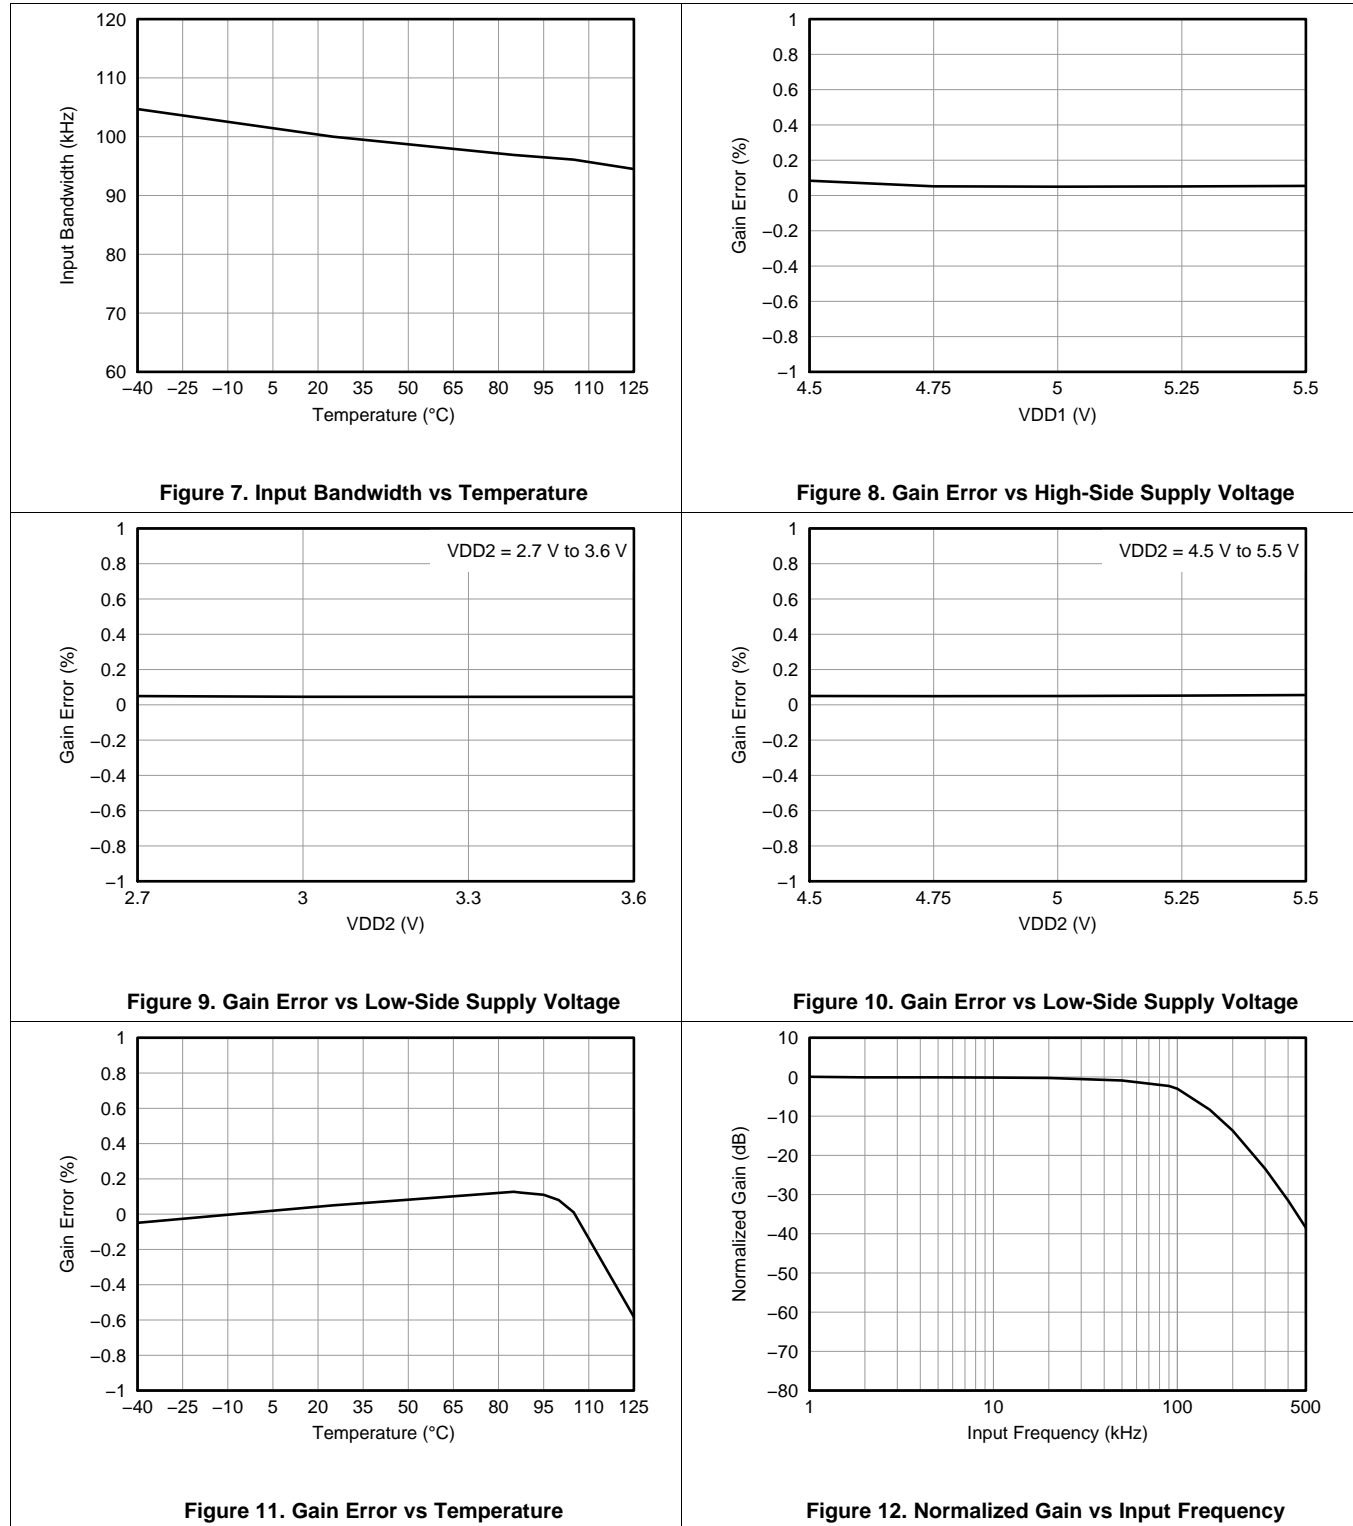 120
110
100
90
80
70
60
Input Bandwidth (kHz)
−40 −25 −10 5 20 35 50 65 80 95 110 125
Temperature (°C)
Figure 7. Input Bandwidth vs Temperature
1
0.8
0.6
0.4
0.2
0
−0.2
−0.4
−0.6
−0.8
−1
Gain Error (%)
4.5 4.75 5 5.25 5.5
VDD1 (V)
Figure 8. Gain Error vs High-Side Supply Voltage
1
0.8
0.6
0.4
0.2
0
−0.2
−0.4
−0.6
−0.8
−1
Gain Error (%)
VDD2 = 2.7 V to 3.6 V
2.7 3 3.3 3.6
VDD2 (V)
Figure 9. Gain Error vs Low-Side Supply Voltage
1
0.8
0.6
0.4
0.2
0
−0.2
−0.4
−0.6
−0.8
−1
Gain Error (%)
VDD2 = 4.5 V to 5.5 V
4.5 4.75 5 5.25 5.5
VDD2 (V)
Figure 10. Gain Error vs Low-Side Supply Voltage
1
0.8
0.6
0.4
0.2
0
−0.2
−0.4
−0.6
−0.8
−1
Gain Error (%)
−40 −25 −10 5 20 35 50 65 80 95 110 125
Temperature (°C)
Figure 11. Gain Error vs Temperature
10
0
−10
−20
−30
−40
−50
−60
−70
−80
Normalized Gain (dB)
1 10 100 500
Input Frequency (kHz)
Figure 12. Normalized Gain vs Input Frequency